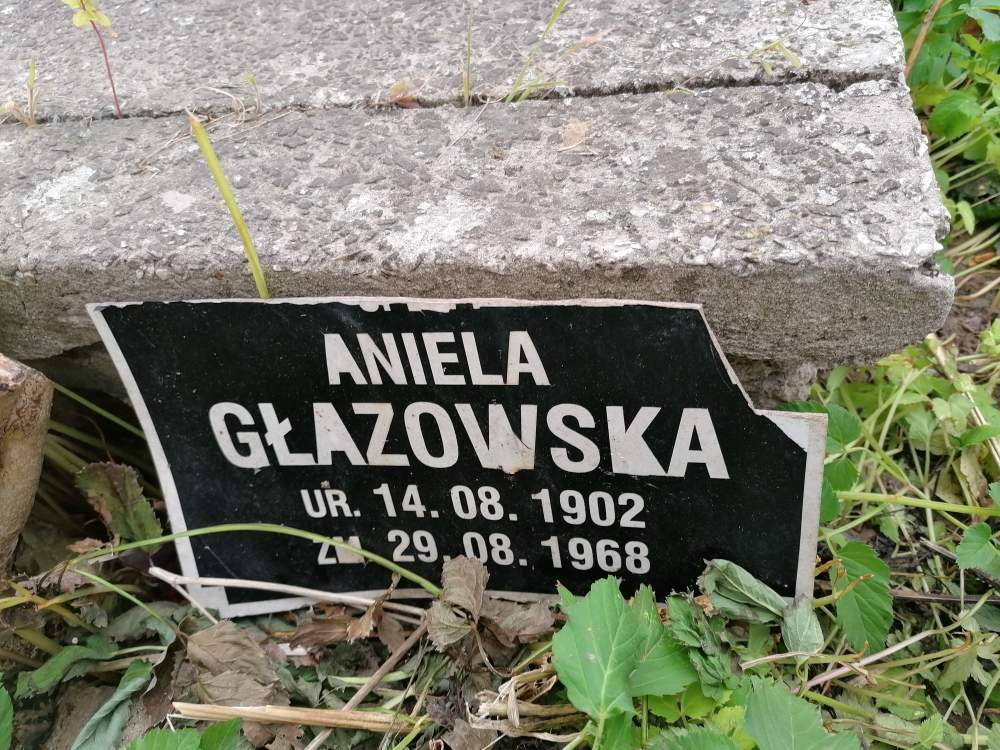 ANIELA
GŁAZOWSKA
UR. 14. 08. 1902
ZM 29. 08. 1968